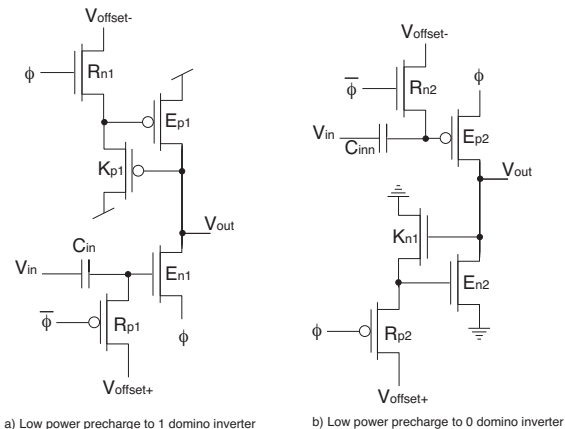 Voffset-
ϕ
Rn1
Ep1
Kp1
Vout
Cin
Vin
En1
ϕ̅
Rp1
ϕ
Voffset+
a) Low power precharge to 1 domino inverter
Voffset-
ϕ
ϕ̅
Rn2
Vin
Cinn
Ep2
Vout
Kn1
En2
ϕ
Rp2
Voffset+
b) Low power precharge to 0 domino inverter